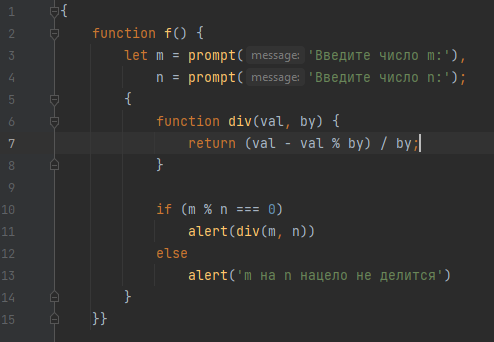 1 {
2 function f() {
3 let m = prompt( message: 'Введите число m:'),
4 n = prompt( message: 'Введите число n:');
5 {
6 function div(val, by) {
7 return (val - val % by) / by;
8 }
9
10 if (m % n === 0)
11 alert(div(m, n))
12 else
13 alert('m на n нацело не делится')
14 }
15 }}